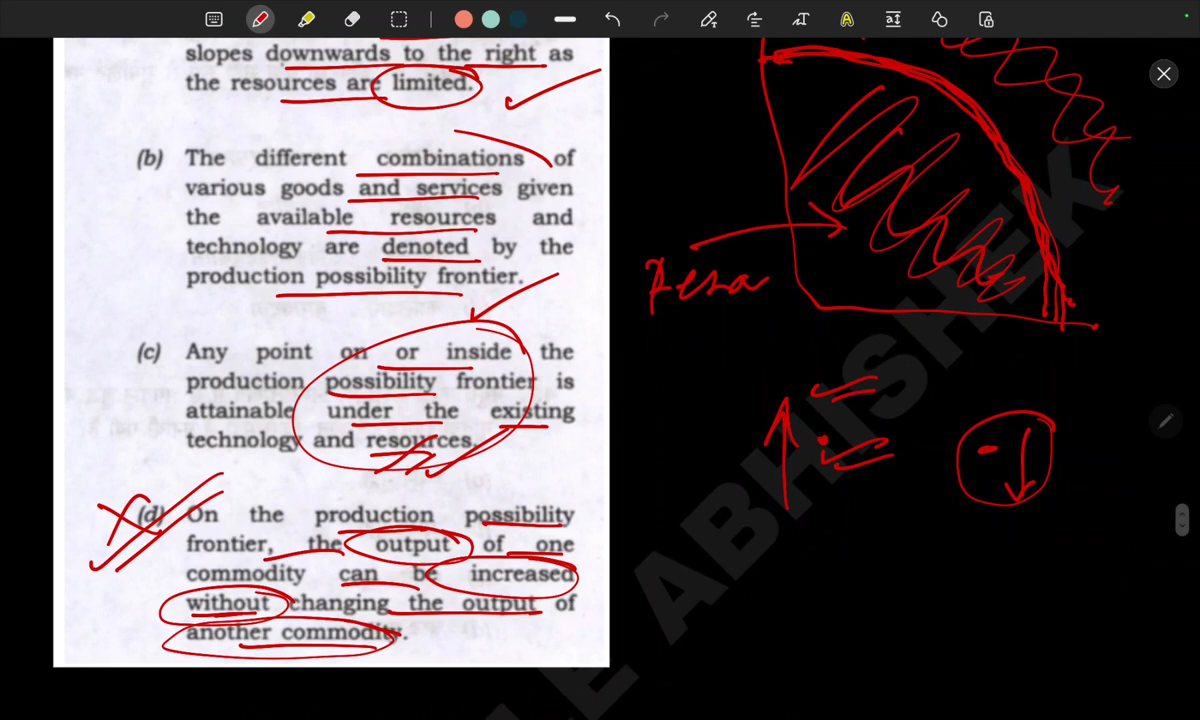 slopes downwards to the right as
the resources are limited.
(b) The different combinations of
various goods and services given
the available resources and
technology are denoted by the
production possibility frontier.
(c) Any point on or inside the
production possibility frontier is
attainable under the existing
technology and resources.
(d) On the production possibility
frontier, the output of one
commodity can be increased
without changing the output of
another commodity.
ABHISHEK